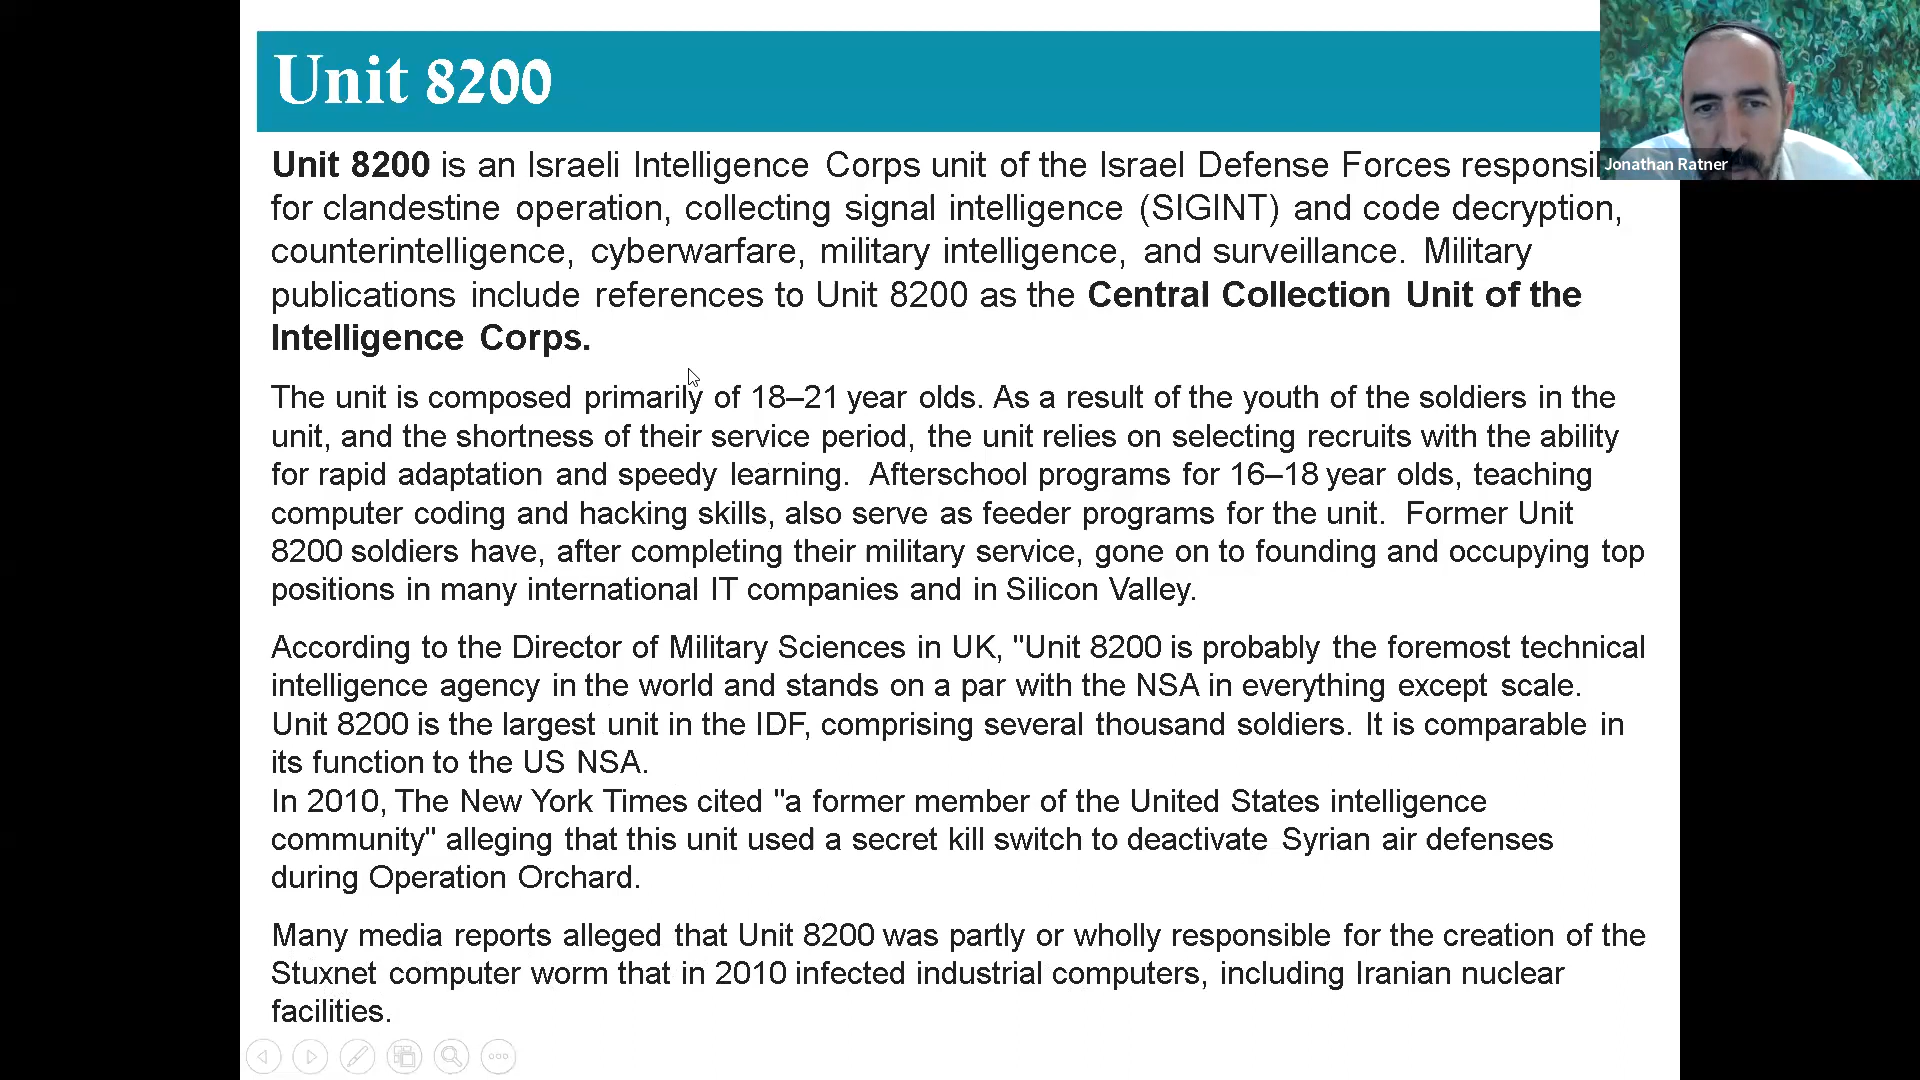 Unit 8200
Unit 8200 is an Israeli Intelligence Corps unit of the Israel Defense Forces responsi
for clandestine operation, collecting signal intelligence (SIGINT) and code decryption,
counterintelligence, cyberwarfare, military intelligence, and surveillance. Military
publications include references to Unit 8200 as the Central Collection Unit of the
Intelligence Corps.
The unit is composed primarily of 18–21 year olds. As a result of the youth of the soldiers in the
unit, and the shortness of their service period, the unit relies on selecting recruits with the ability
for rapid adaptation and speedy learning. Afterschool programs for 16–18 year olds, teaching
computer coding and hacking skills, also serve as feeder programs for the unit. Former Unit
8200 soldiers have, after completing their military service, gone on to founding and occupying top
positions in many international IT companies and in Silicon Valley.
According to the Director of Military Sciences in UK, "Unit 8200 is probably the foremost technical
intelligence agency in the world and stands on a par with the NSA in everything except scale.
Unit 8200 is the largest unit in the IDF, comprising several thousand soldiers. It is comparable in
its function to the US NSA.
In 2010, The New York Times cited "a former member of the United States intelligence
community" alleging that this unit used a secret kill switch to deactivate Syrian air defenses
during Operation Orchard.
Many media reports alleged that Unit 8200 was partly or wholly responsible for the creation of the
Stuxnet computer worm that in 2010 infected industrial computers, including Iranian nuclear
facilities.
Jonathan Ratner